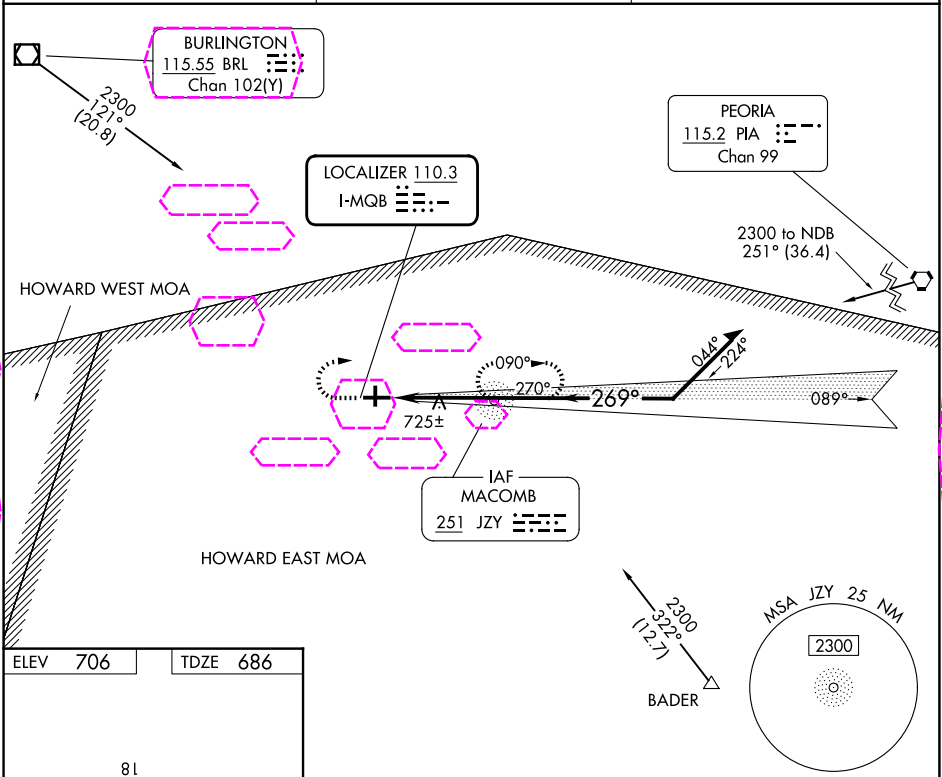 BURLINGTON
115.55 BRL
Chan 102(Y)
2300
121°
(20.8)
PEORIA
115.2 PIA
Chan 99
LOCALIZER 110.3
I-MQB
2300 to NDB
251° (36.4)
HOWARD WEST MOA
044°
224°
090°
270°
269°
089°
725±
IAF
MACOMB
251 JZY
HOWARD EAST MOA
2300
322°
(12.7)
BADER
MSA JZY 25 NM
2300
ELEV 706
TDZE 686
18